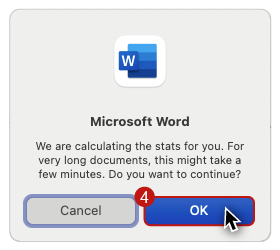 W
Microsoft Word
We are calculating the stats for you. For
very long documents, this might take a
few minutes. Do you want to continue?
4
Cancel
OK